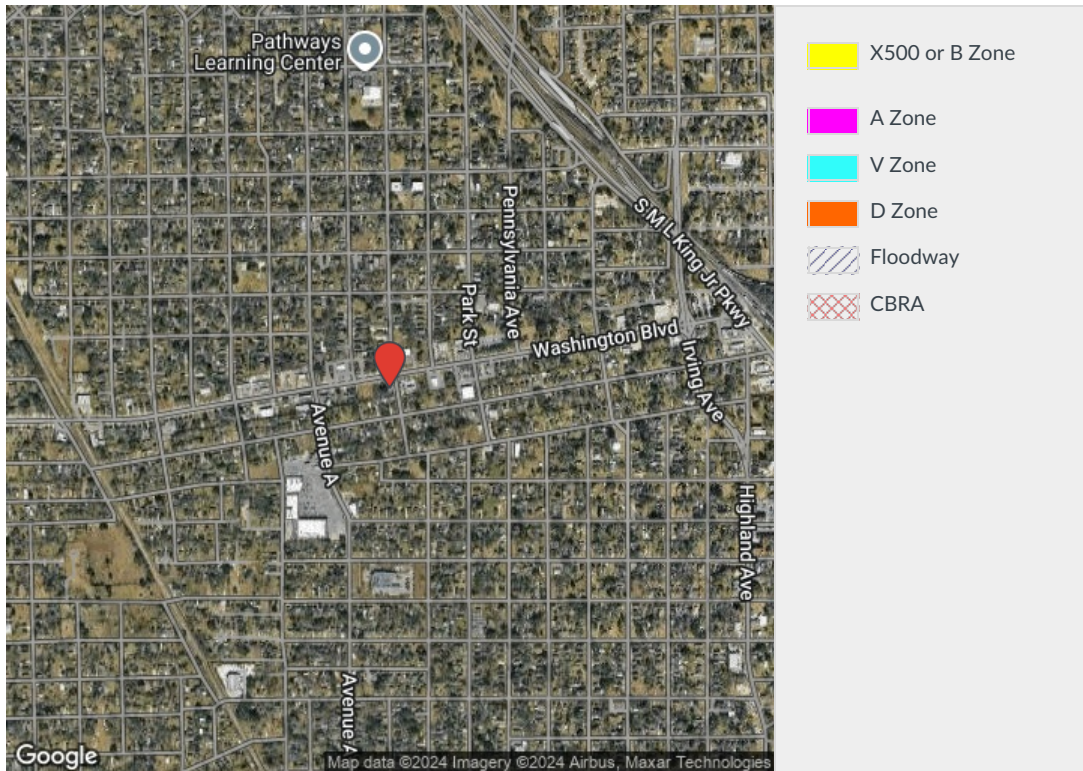 Pathways
Learning Center
Pennsylvania Ave
S M L King Jr Pkwy
Park St
Washington Blvd
Irving Ave
Avenue A
Highland Ave
Avenue A
Google
Map data ©2024 Imagery ©2024 Airbus, Maxar Technologies
X500 or B Zone
A Zone
V Zone
D Zone
Floodway
CBRA